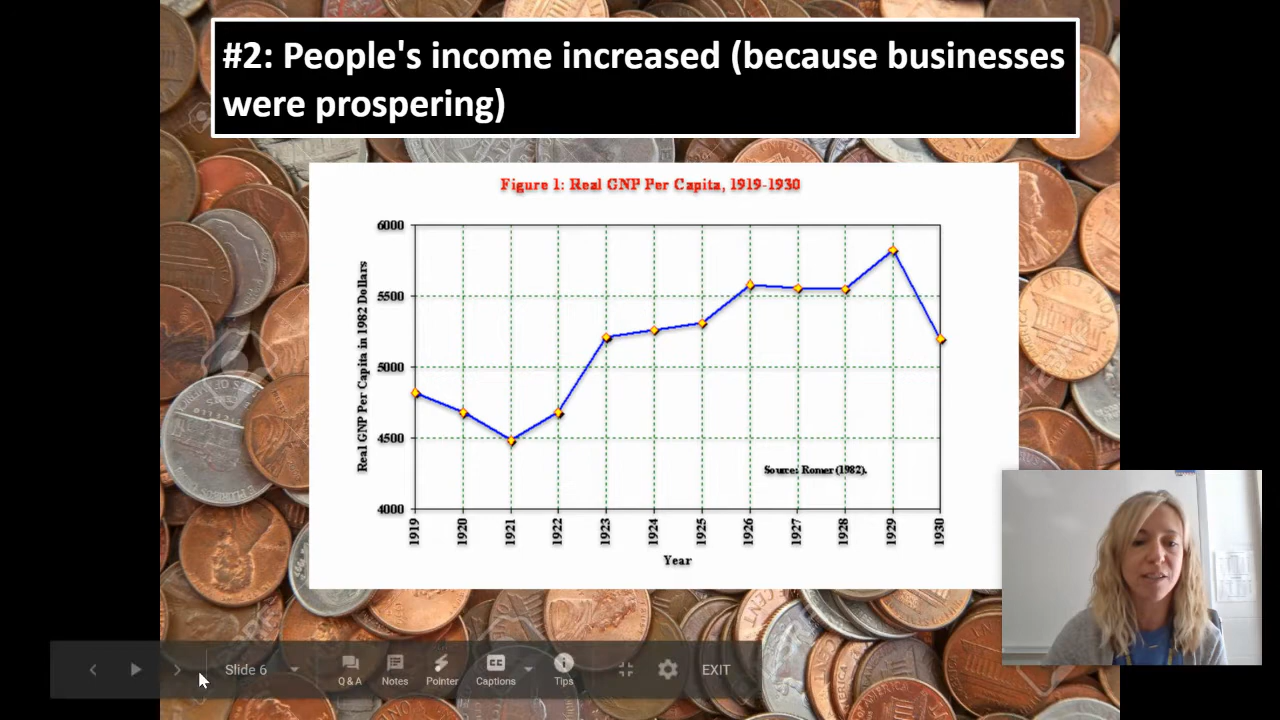 #2: People's income increased (because businesses
were prospering)
Figure 1: Real GNP Per Capita, 1919-1930
Real GNP Per Capita in 1982 Dollars
6000
5500
5000
4500
4000
Source: Romer (1982).
1919 1920 1921 1922 1923 1924 1925 1926 1927 1928 1929 1930
Year
Slide 6
Q & A
Notes
Pointer
CC
Captions
Tips
EXIT